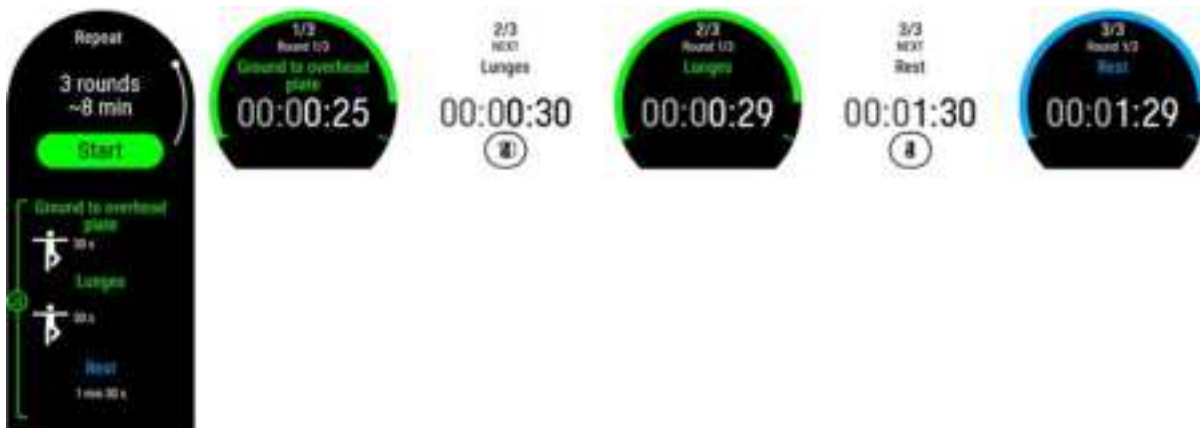 Repeat
3 rounds
~8 min
Start
Ground to overhead
plate
30 s
Lunges
30 s
Rest
1 min 30 s
1/3
Round 1/3
Ground to overhead
plate
00:00:25
2/3
NEXT
Lunges
00:00:30
2/3
Round 1/3
Lunges
00:00:29
3/3
NEXT
Rest
00:01:30
3/3
Round 1/3
Rest
00:01:29